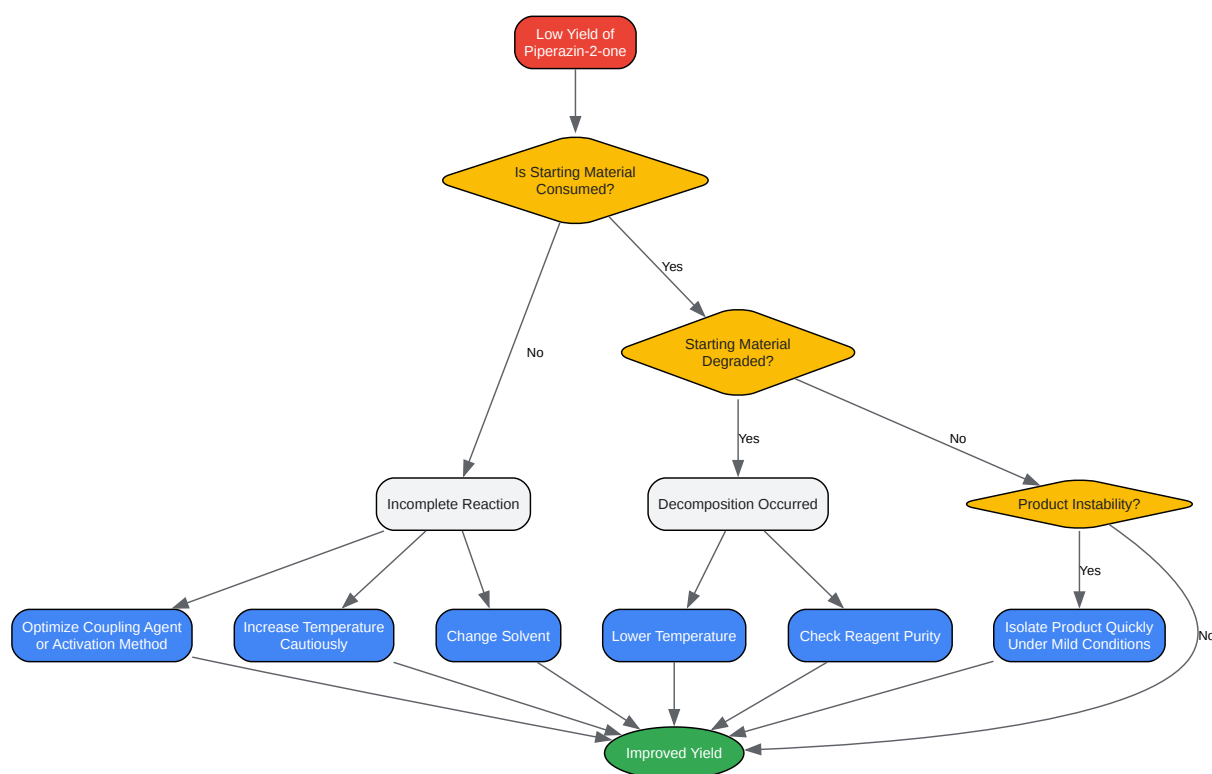 Low Yield of
Piperazin-2-one
Is Starting Material
Consumed?
Yes
No
Starting Material
Degraded?
Yes
No
Incomplete Reaction
Decomposition Occurred
Product Instability?
Yes
Optimize Coupling Agent
or Activation Method
Increase Temperature
Cautiously
Change Solvent
Lower Temperature
Check Reagent Purity
Isolate Product Quickly
Under Mild Conditions
No
Improved Yield